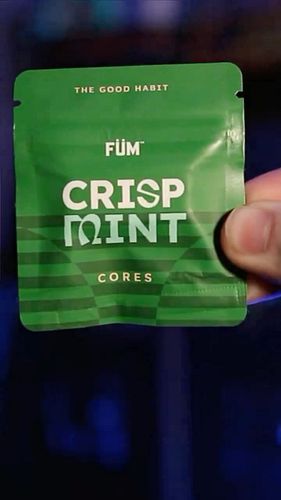 THE GOOD HABIT
FÜM™
CRISP
MINT
CORES